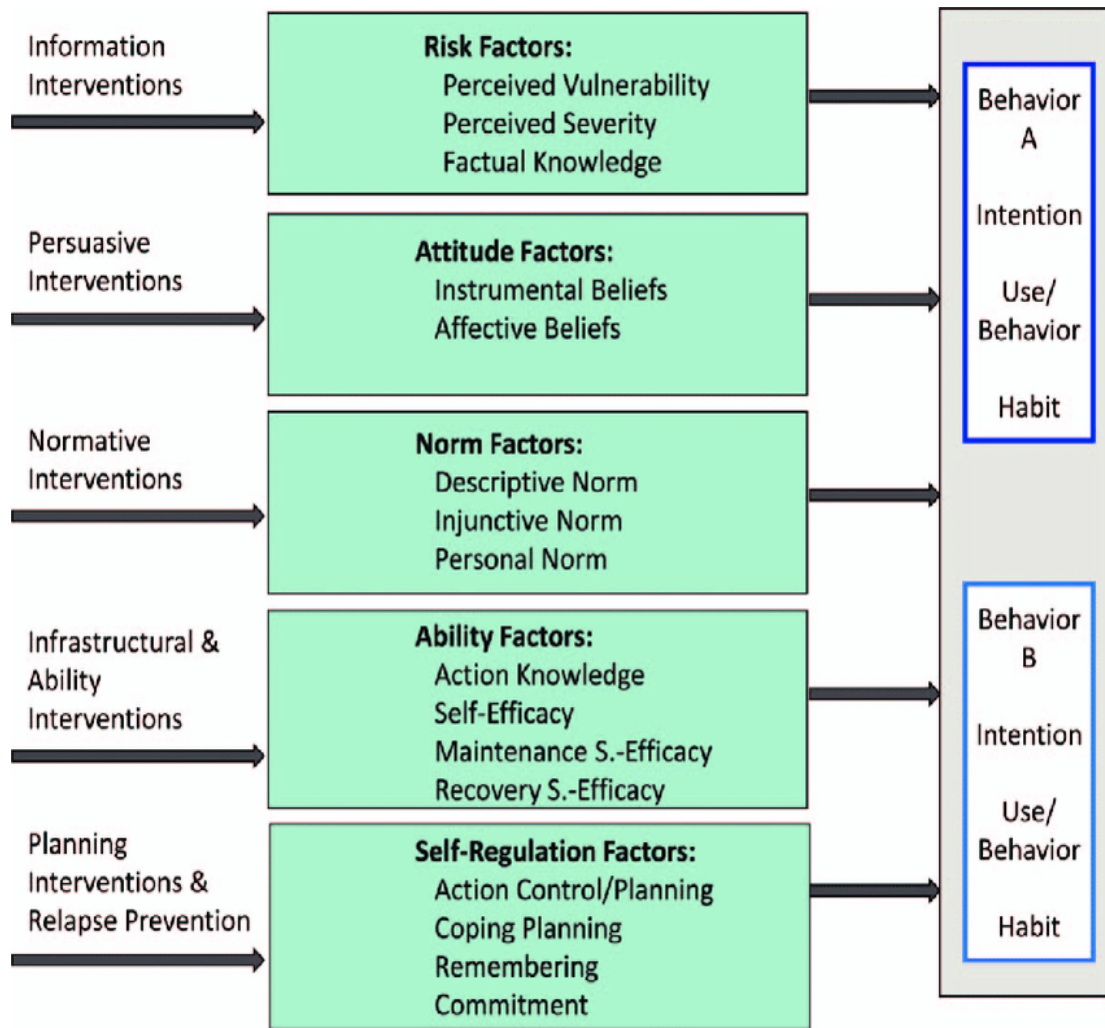 Information
Interventions
Risk Factors:
Perceived Vulnerability
Perceived Severity
Factual Knowledge
Persuasive
Interventions
Attitude Factors:
Instrumental Beliefs
Affective Beliefs
Normative
Interventions
Norm Factors:
Descriptive Norm
Injunctive Norm
Personal Norm
Infrastructural &
Ability
Interventions
Ability Factors:
Action Knowledge
Self-Efficacy
Maintenance S.-Efficacy
Recovery S.-Efficacy
Planning
Interventions &
Relapse Prevention
Self-Regulation Factors:
Action Control/Planning
Coping Planning
Remembering
Commitment
Behavior
A
Intention
Use/
Behavior
Habit
Behavior
B
Intention
Use/
Behavior
Habit